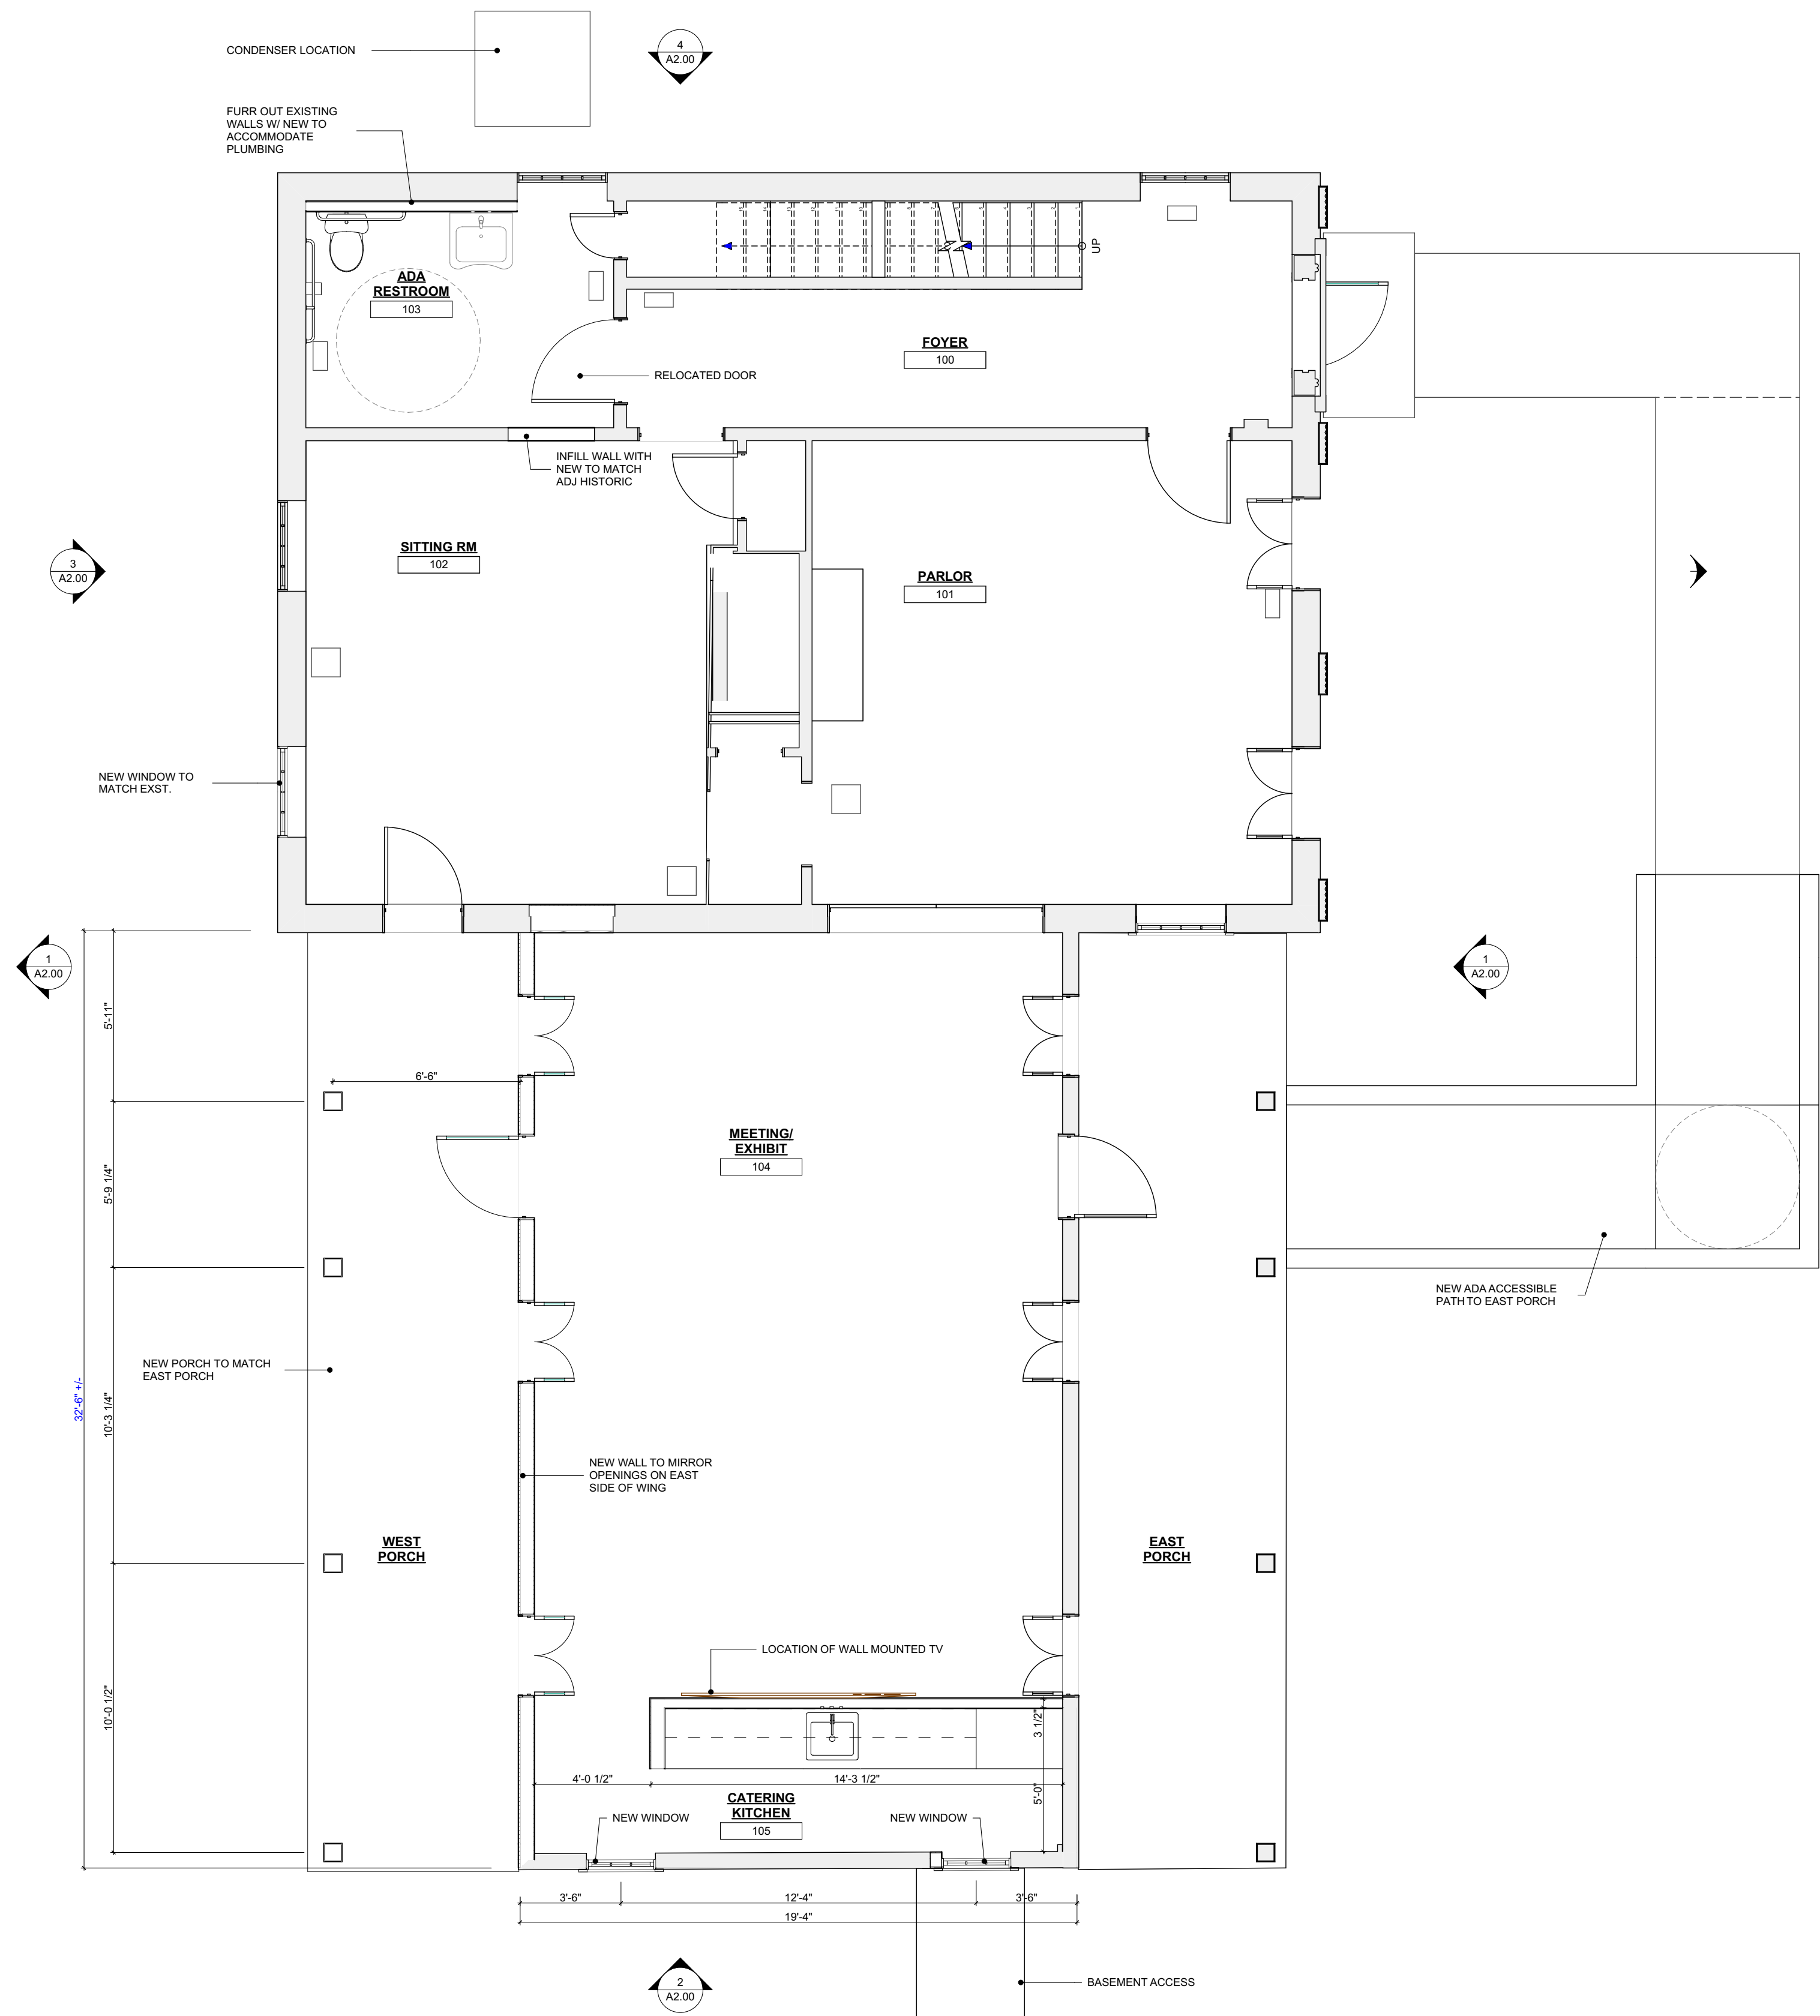 CONDENSER LOCATION
4
A2.00
FURR OUT EXISTING
WALLS W/ NEW TO
ACCOMMODATE
PLUMBING
UP
ADA
RESTROOM
103
FOYER
100
RELOCATED DOOR
INFILL WALL WITH
NEW TO MATCH
ADJ HISTORIC
SITTING RM
102
3
A2.00
PARLOR
101
NEW WINDOW TO
MATCH EXST.
1
A2.00
1
A2.00
5'-11"
6'-6"
MEETING/
EXHIBIT
104
5'-9 1/4"
NEW ADA ACCESSIBLE
PATH TO EAST PORCH
NEW PORCH TO MATCH
EAST PORCH
32'-6" +/-
10'-3 1/4"
NEW WALL TO MIRROR
OPENINGS ON EAST
SIDE OF WING
WEST
PORCH
EAST
PORCH
LOCATION OF WALL MOUNTED TV
10'-0 1/2"
3 1/2"
4'-0 1/2"
14'-3 1/2"
5'-0"
CATERING
KITCHEN
105
NEW WINDOW
NEW WINDOW
3'-6"
12'-4"
3'-6"
19'-4"
2
A2.00
BASEMENT ACCESS